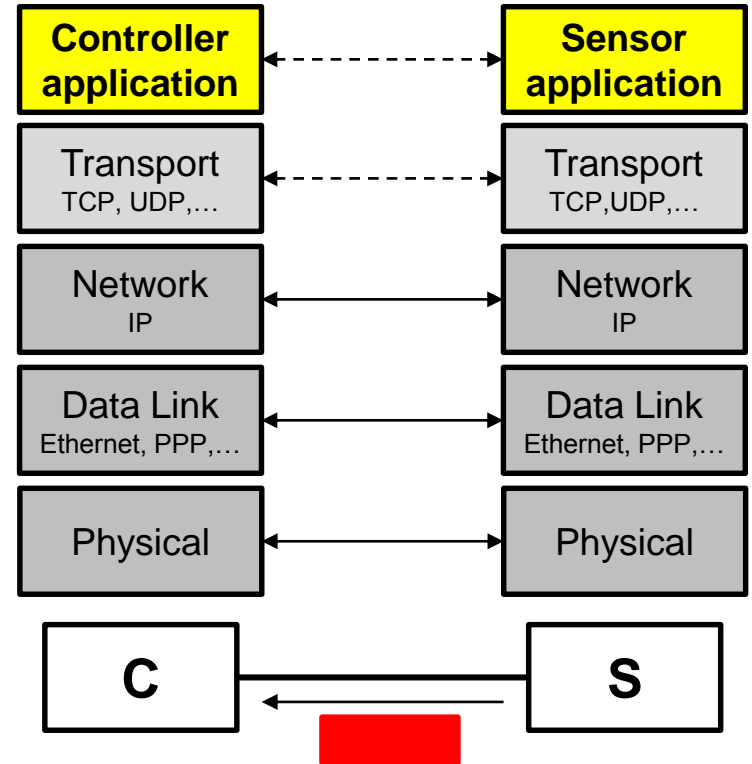 Controller
application
Sensor
application
Transport
TCP, UDP,…
Transport
TCP,UDP,…
Network
IP
Network
IP
Data Link
Ethernet, PPP,…
Data Link
Ethernet, PPP,…
Physical
Physical
C
S